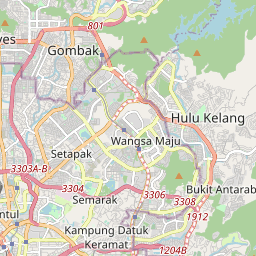 801
yes
Gombak
Hulu Kelang
Wangsa Maju
Setapak
3303A-B
3304
3306
3308
Bukit Antarab
Semarak
1912
ntul
Kampung Datuk
Keramat
1204B